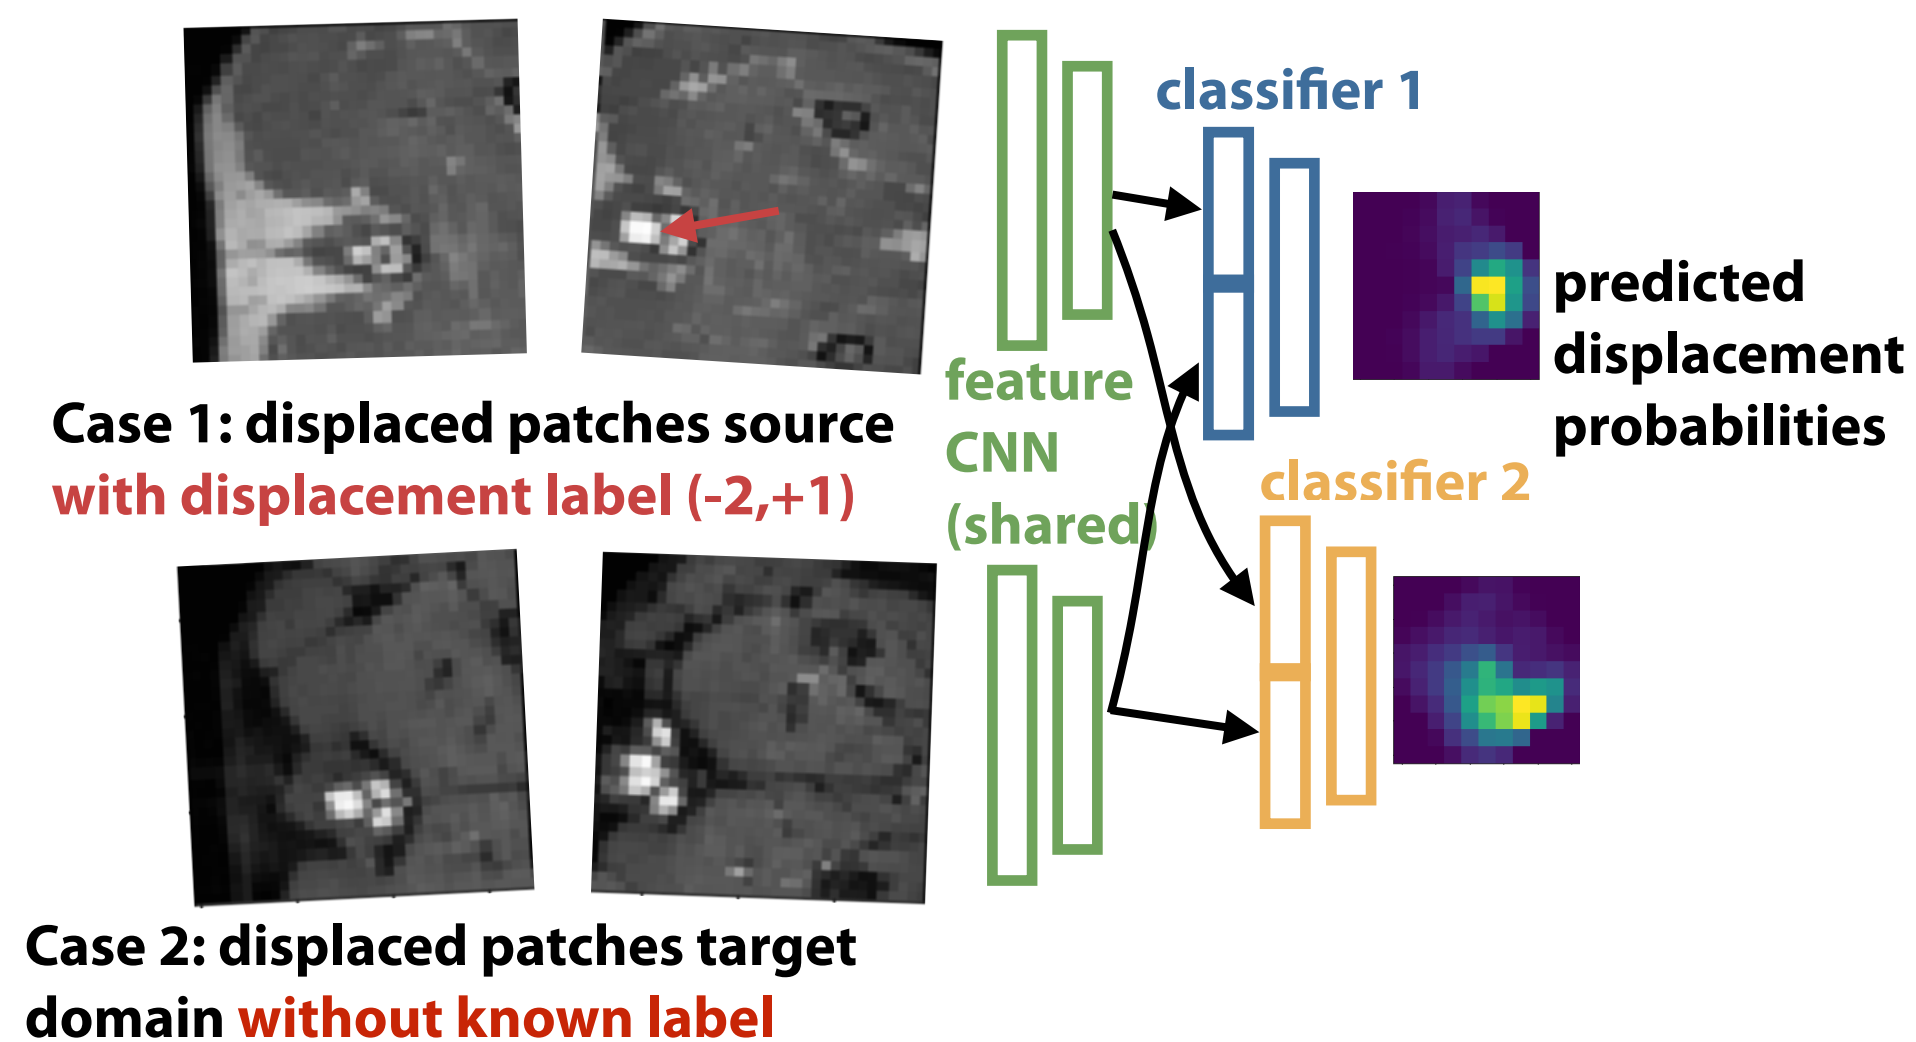 classifier 1
predicted
displacement
probabilities
feature
CNN
(shared)
Case 1: displaced patches source
with displacement label (-2,+1)
classifier 2
Case 2: displaced patches target
domain without known label